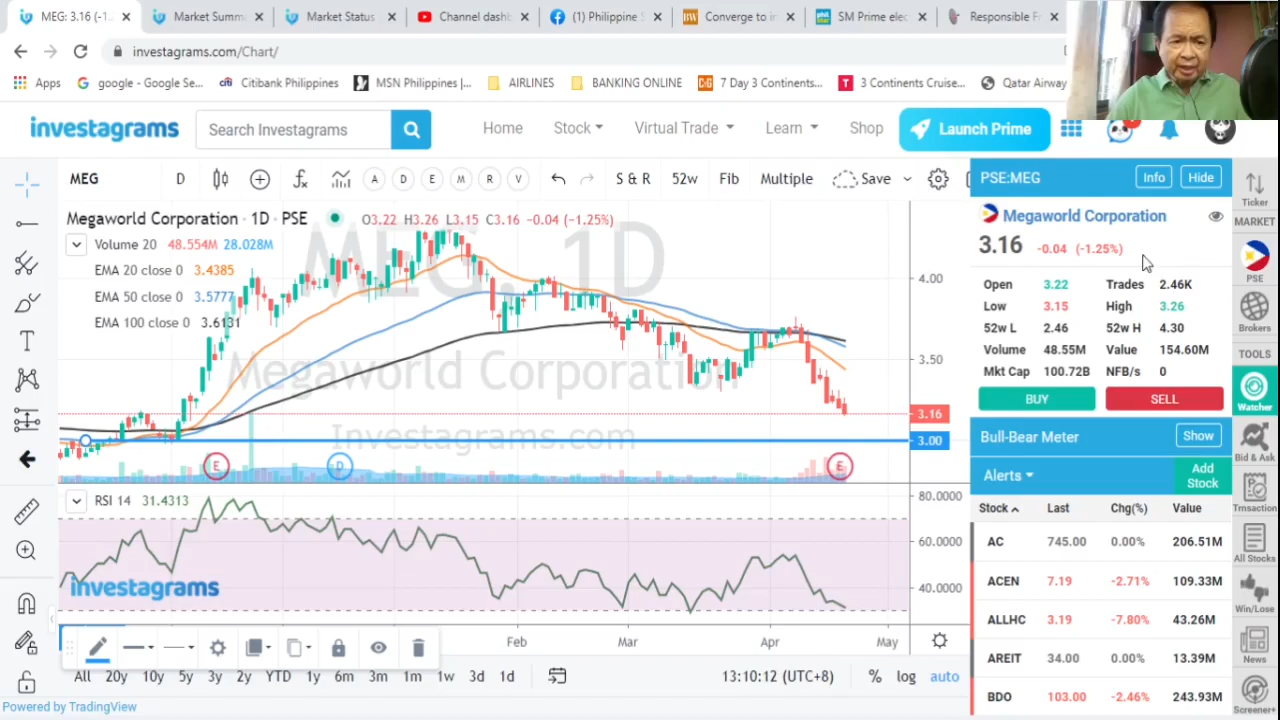 MEG: 3.16 (-1.
Market Summ
Market Status
Channel dashb
(1) Philippine S
Converge to in
SM Prime elec
Responsible Fr
investagrams.com/Chart/
Apps
google - Google Se...
Citibank Philippines
MSN Philippines |...
AIRLINES
BANKING ONLINE
7 Day 3 Continents...
3 Continents Cruise...
Qatar Airway
investagrams
Search Investagrams
Home
Stock
Virtual Trade
Learn
Shop
Launch Prime
MEG
D
A
D
E
M
R
V
S & R
52w
Fib
Multiple
Save
Megaworld Corporation · 1D · PSE
O3.22 H3.26 L3.15 C3.16 -0.04 (-1.25%)
Volume 20 48.554M 28.028M
EMA 20 close 0 3.4385
EMA 50 close 0 3.5777
EMA 100 close 0 3.6131
MEG, 1D
Megaworld Corporation
Investagrams.com
4.00
3.50
3.16
3.00
E
D
E
RSI 14 31.4313
80.0000
60.0000
40.0000
investagrams
Feb
Mar
Apr
May
All
20y
10y
5y
3y
2y
YTD
1y
6m
3m
1m
1w
3d
1d
13:10:12 (UTC+8)
%
log
auto
Powered by TradingView
PSE:MEG
Info
Hide
Megaworld Corporation
3.16 -0.04 (-1.25%)
Open 3.22 Trades 2.46K
Low 3.15 High 3.26
52w L 2.46 52w H 4.30
Volume 48.55M Value 154.60M
Mkt Cap 100.72B NFB/s 0
BUY
SELL
Bull-Bear Meter
Show
Alerts
Add
Stock
Stock Last Chg(%) Value
AC 745.00 0.00% 206.51M
ACEN 7.19 -2.71% 109.33M
ALLHC 3.19 -7.80% 43.26M
AREIT 34.00 0.00% 13.39M
BDO 103.00 -2.46% 243.93M
Ticker
MARKET
PSE
Brokers
TOOLS
Watcher
Bid & Ask
Trnsaction
All Stocks
Win/Lose
News
Screener+